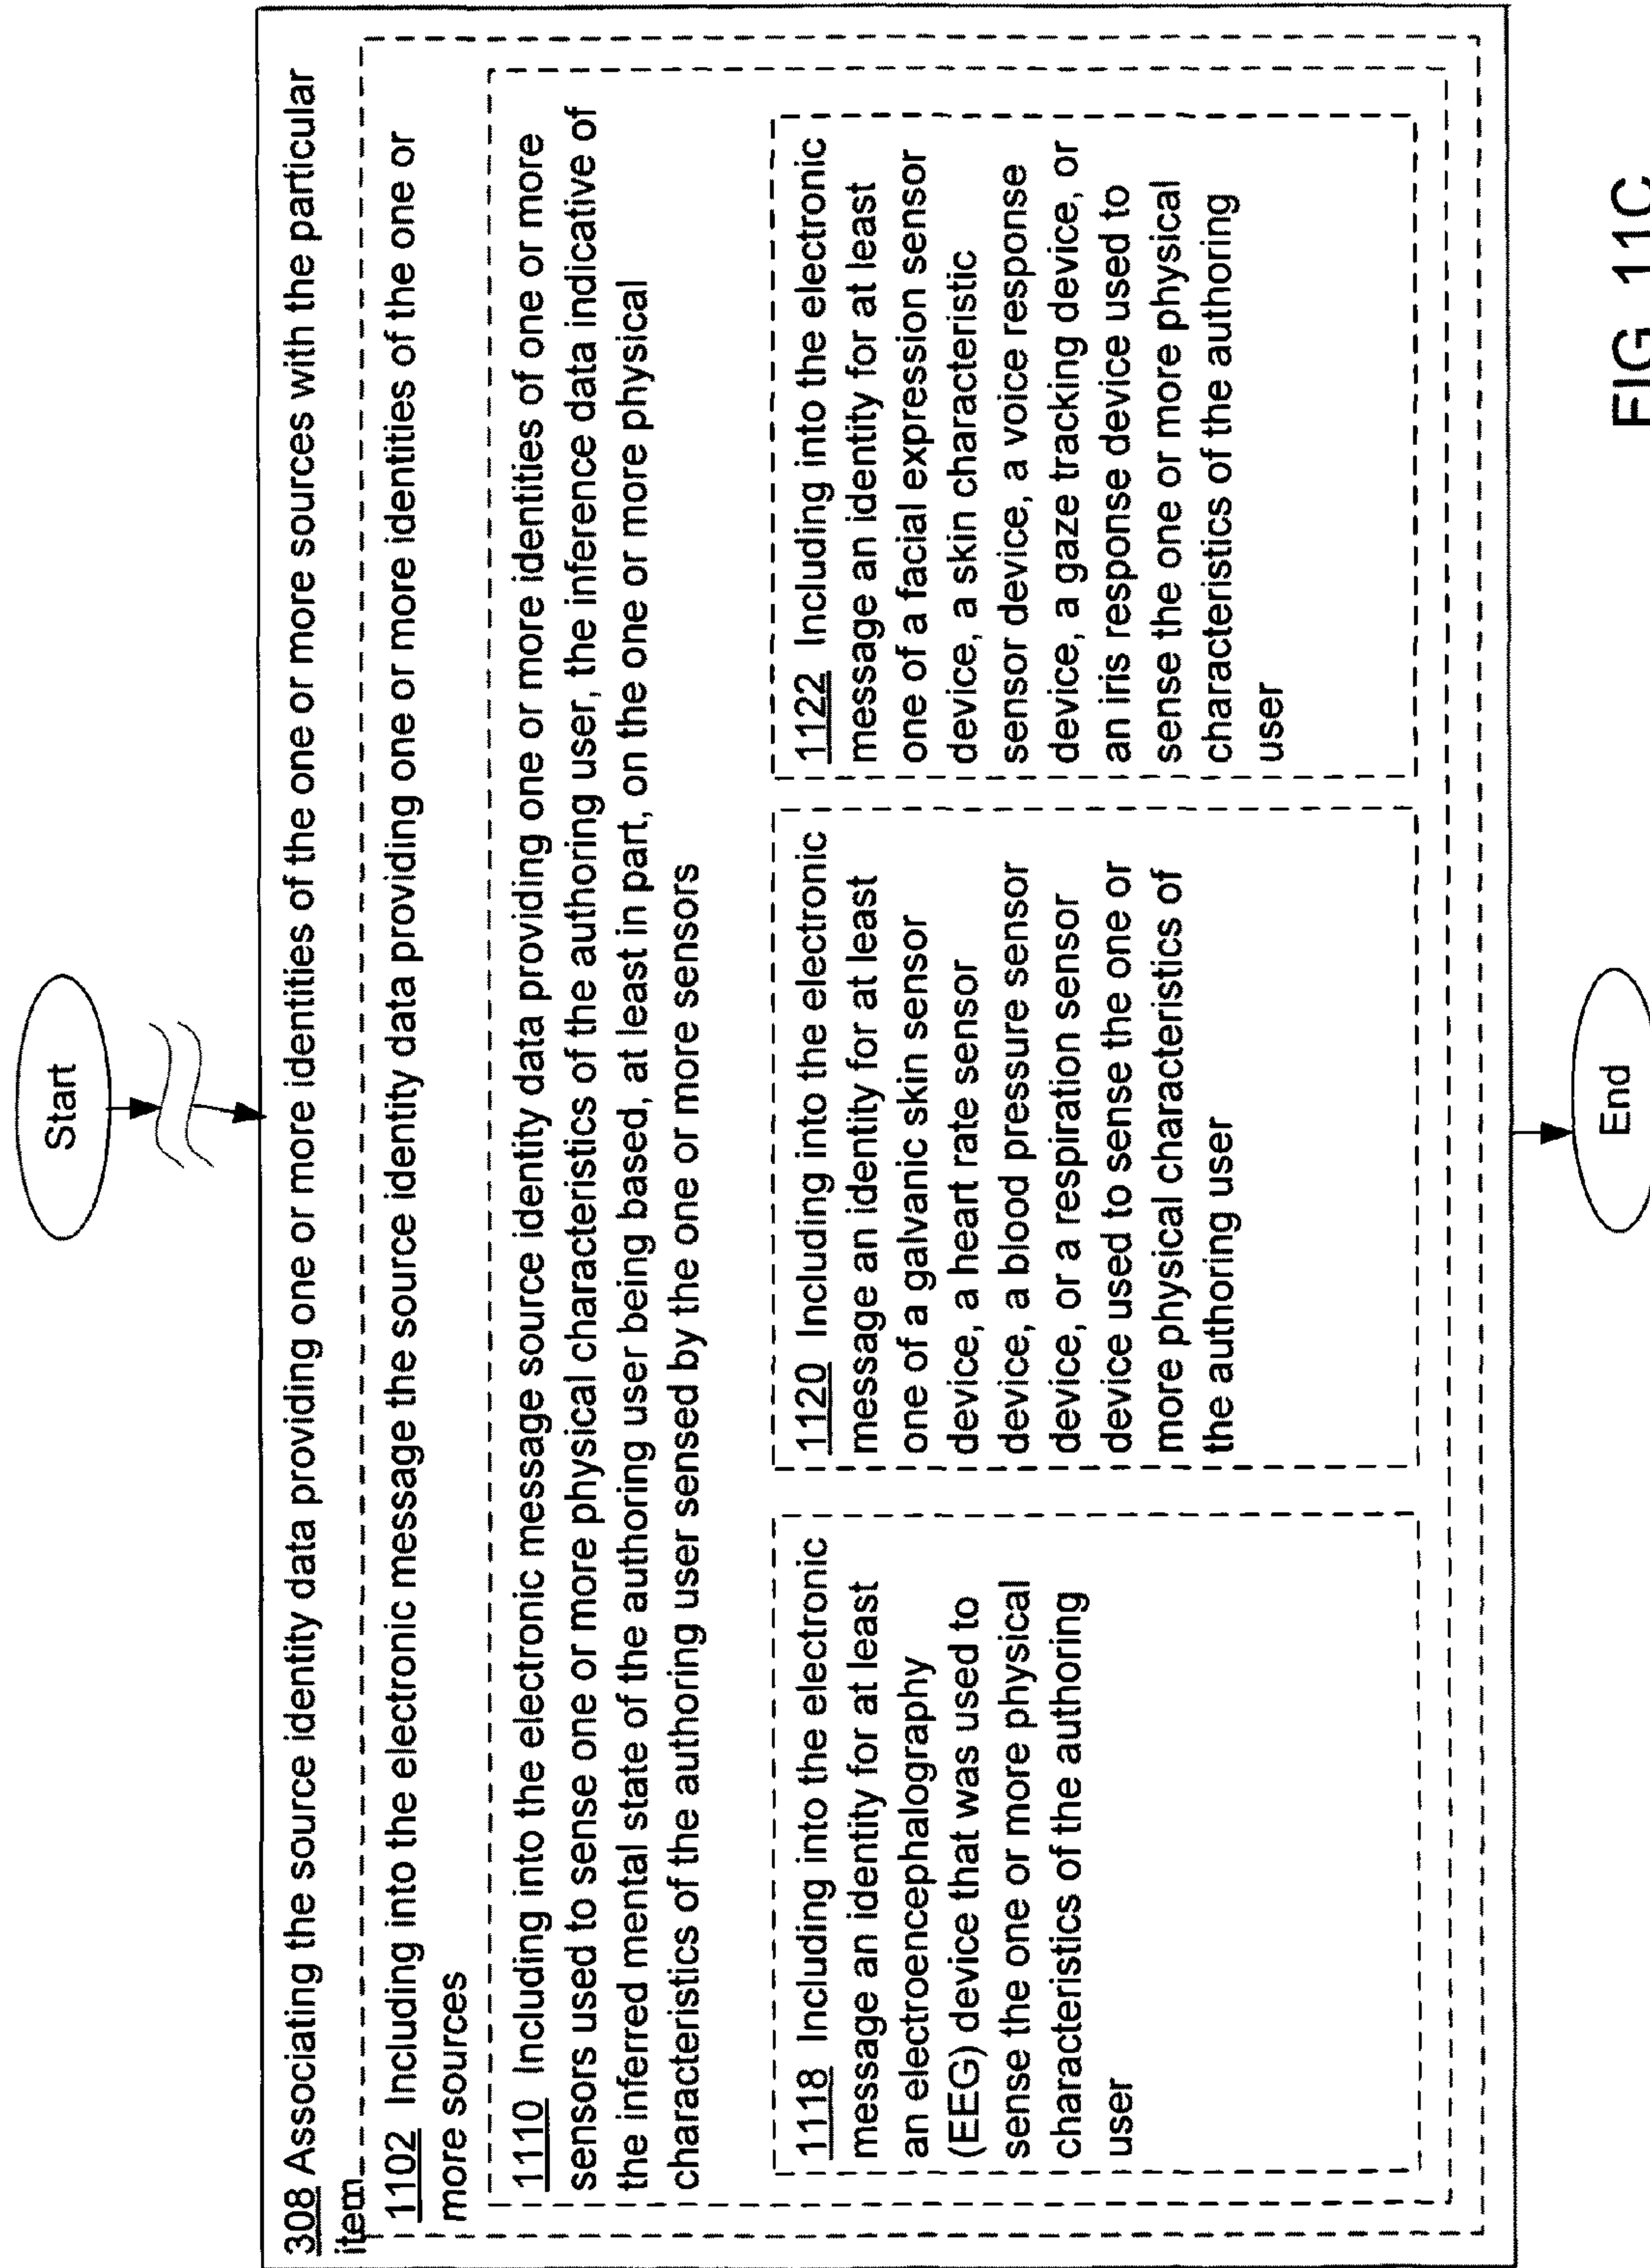 Start
308 Associating the source identity data providing one or more identities of the one or more sources with the particular
item
1102 Including into the electronic message the source identity data providing one or more identities of the one or
more sources
1110 Including into the electronic message source identity data providing one or more identities of one or more
sensors used to sense one or more physical characteristics of the authoring user, the inference data indicative of
the inferred mental state of the authoring user being based, at least in part, on the one or more physical
characteristics of the authoring user sensed by the one or more sensors
1118 Including into the electronic
message an identity for at least
an electroencephalography
(EEG) device that was used to
sense the one or more physical
characteristics of the authoring
user
1120 Including into the electronic
message an identity for at least
one of a galvanic skin sensor
device, a heart rate sensor
device, a blood pressure sensor
device, or a respiration sensor
device used to sense the one or
more physical characteristics of
the authoring user
1122 Including into the electronic
message an identity for at least
one of a facial expression sensor
device, a skin characteristic
sensor device, a voice response
device, a gaze tracking device, or
an iris response device used to
sense the one or more physical
characteristics of the authoring
user
End
FIG. 11C